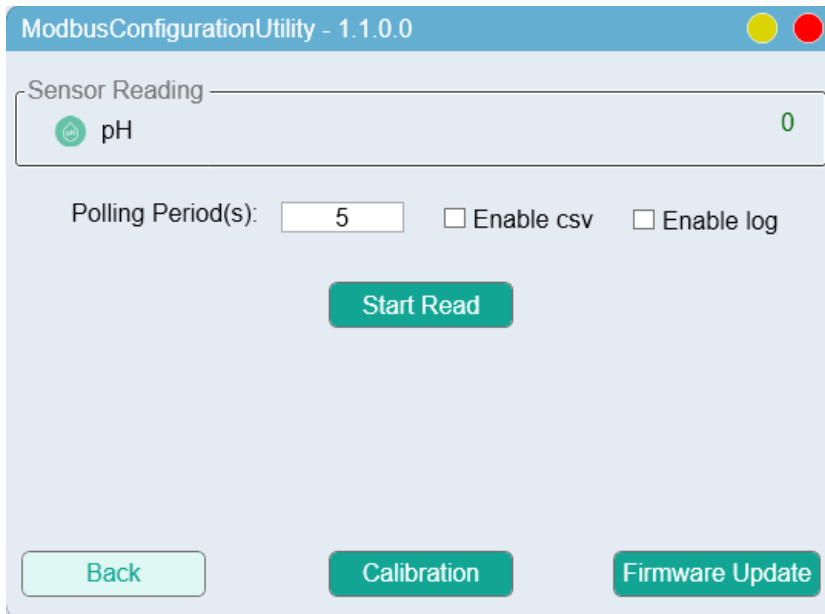 ModbusConfigurationUtility - 1.1.0.0
Sensor Reading
pH 0
Polling Period(s): 5 Enable csv Enable log
Start Read
Back Calibration Firmware Update